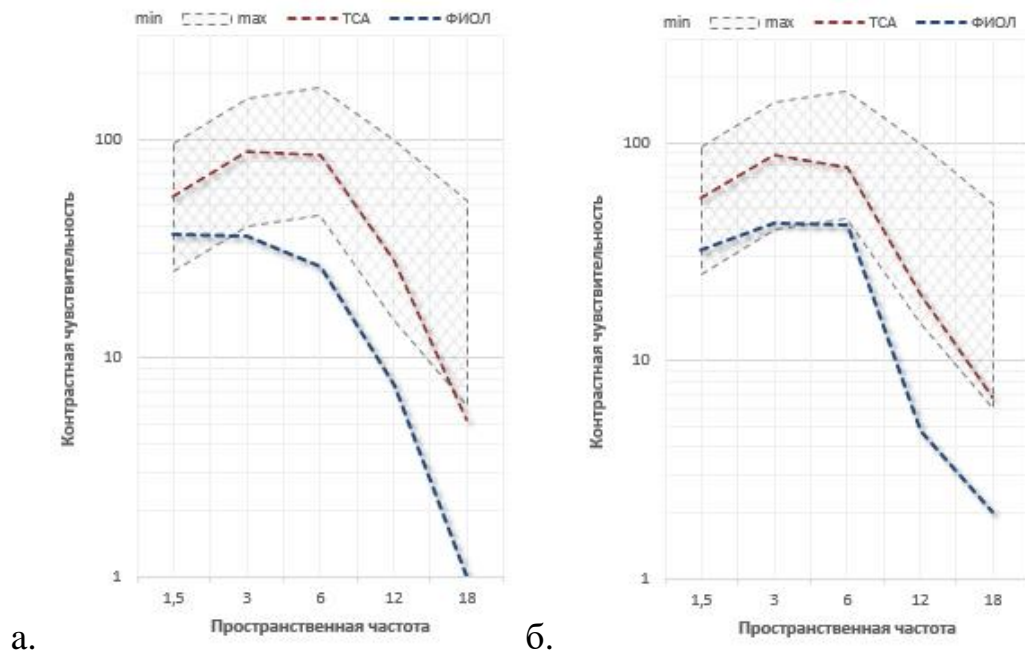 min max ТСА ФИОЛ
Контрастная чувствительность
100
10
1
1,5 3 6 12 18
Пространственная частота
а.
min max ТСА ФИОЛ
Контрастная чувствительность
100
10
1
1,5 3 6 12 18
Пространственная частота
б.